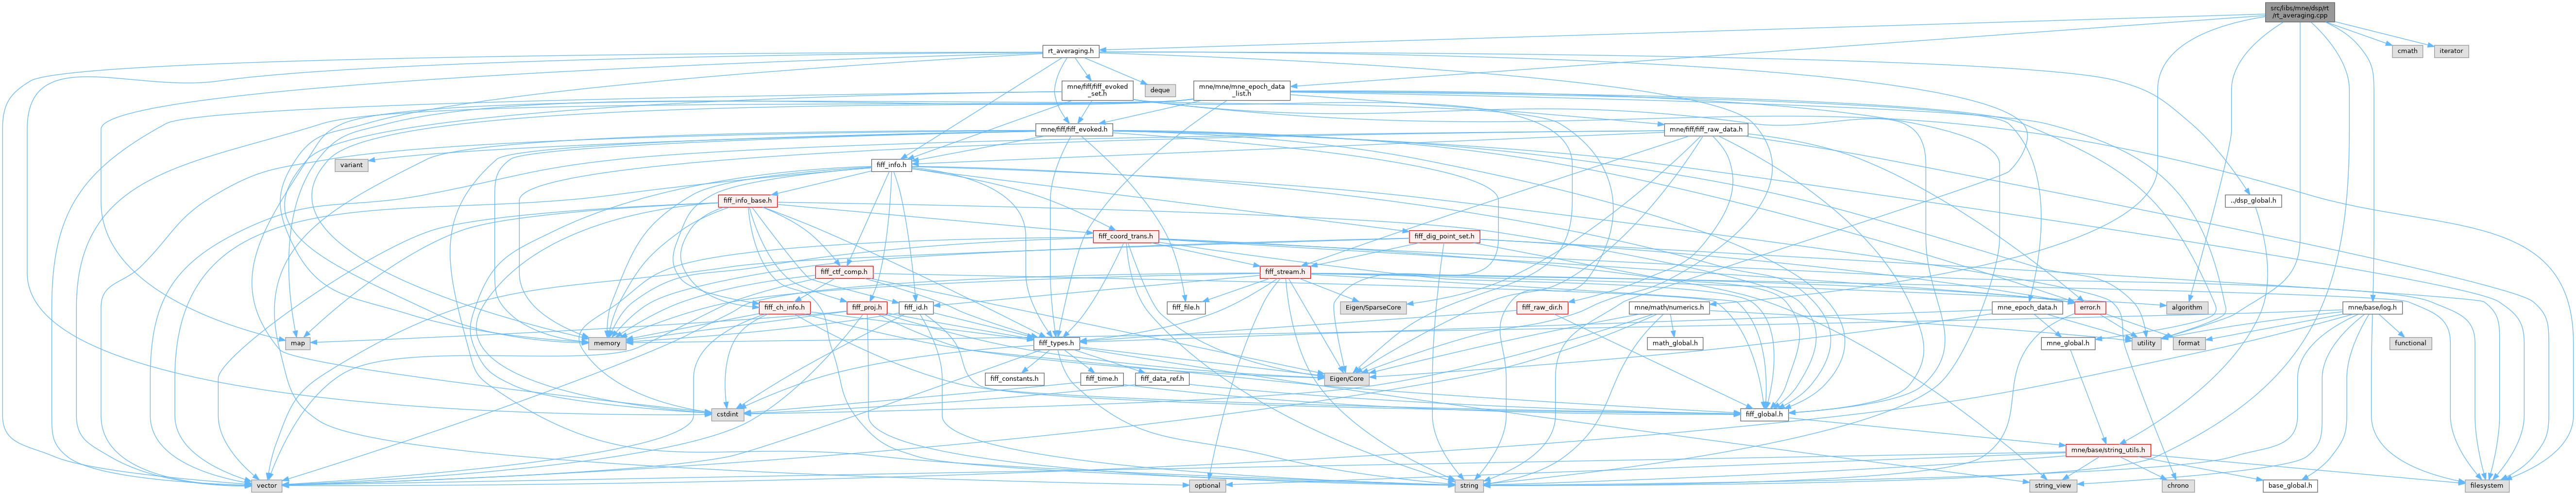 src/libs/mne/dsp/rt
/rt_averaging.cpp
rt_averaging.h
cmath
iterator
mne/fiff/fiff_evoked
_set.h
deque
mne/mne/mne_epoch_data
_list.h
mne/fiff/fiff_evoked.h
mne/fiff/fiff_raw_data.h
variant
fiff_info.h
fiff_info_base.h
../dsp_global.h
fiff_coord_trans.h
fiff_dig_point_set.h
fiff_ctf_comp.h
fiff_stream.h
fiff_ch_info.h
fiff_proj.h
fiff_id.h
fiff_file.h
Eigen/SparseCore
fiff_raw_dir.h
mne/math/numerics.h
mne_epoch_data.h
error.h
algorithm
mne/base/log.h
map
memory
fiff_types.h
math_global.h
mne_global.h
utility
format
functional
fiff_constants.h
fiff_time.h
fiff_data_ref.h
Eigen/Core
cstdint
fiff_global.h
mne/base/string_utils.h
vector
optional
string
string_view
chrono
base_global.h
filesystem